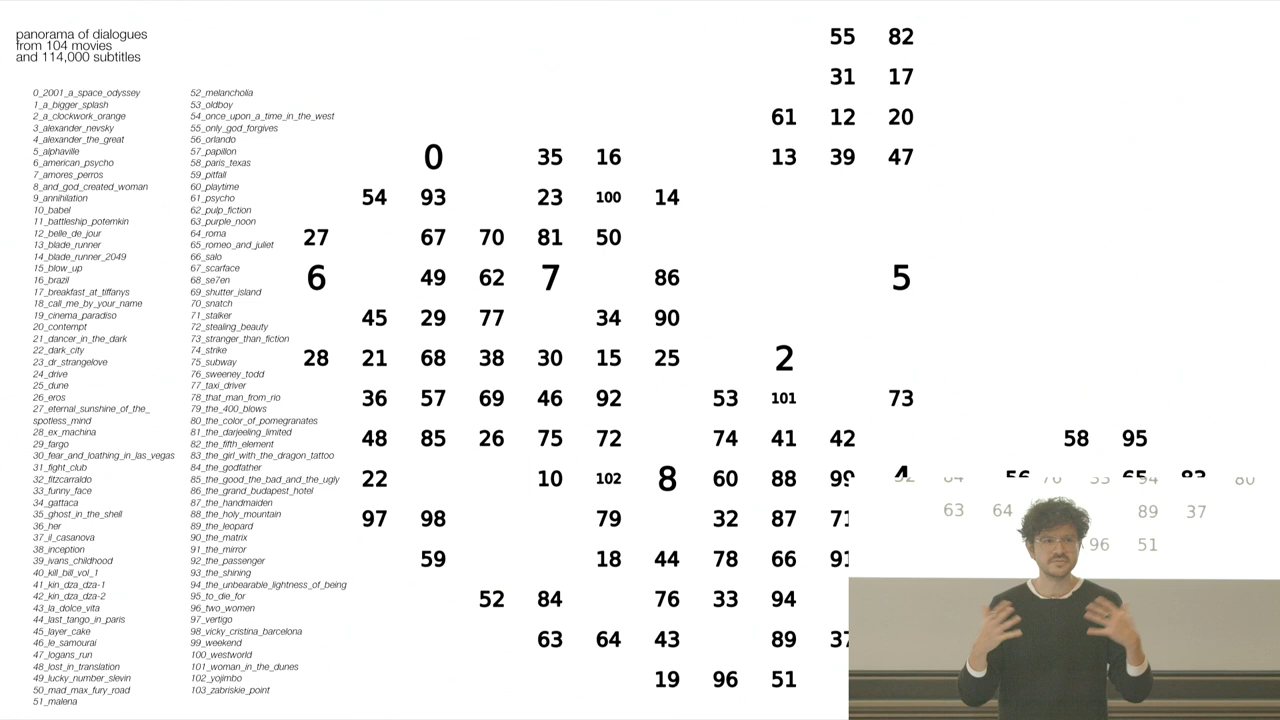 panorama of dialogues
from 104 movies
and 114,000 subtitles
0_2001_a_space_odyssey
1_a_bigger_splash
2_a_clockwork_orange
3_alexander_nevsky
4_alexander_the_great
5_alphaville
6_american_psycho
7_amores_perros
8_and_god_created_woman
9_annihilation
10_babel
11_battleship_potemkin
12_belle_de_jour
13_blade_runner
14_blade_runner_2049
15_blow_up
16_brazil
17_breakfast_at_tiffanys
18_call_me_by_your_name
19_cinema_paradiso
20_contempt
21_dancer_in_the_dark
22_dark_city
23_dr_strangelove
24_drive
25_dune
26_eros
27_eternal_sunshine_of_the_
spotless_mind
28_ex_machina
29_fargo
30_fear_and_loathing_in_las_vegas
31_fight_club
32_fitzcarraldo
33_funny_face
34_gattaca
35_ghost_in_the_shell
36_her
37_il_casanova
38_inception
39_ivans_childhood
40_kill_bill_vol_1
41_kin_dza_dza-1
42_kin_dza_dza-2
43_la_dolce_vita
44_last_tango_in_paris
45_layer_cake
46_le_samourai
47_logans_run
48_lost_in_translation
49_lucky_number_slevin
50_mad_max_fury_road
51_malena
52_melancholia
53_oldboy
54_once_upon_a_time_in_the_west
55_only_god_forgives
56_orlando
57_papillon
58_paris_texas
59_pitfall
60_playtime
61_psycho
62_pulp_fiction
63_purple_noon
64_roma
65_romeo_and_juliet
66_salo
67_scarface
68_se7en
69_shutter_island
70_snatch
71_stalker
72_stealing_beauty
73_stranger_than_fiction
74_strike
75_subway
76_sweeney_todd
77_taxi_driver
78_that_man_from_rio
79_the_400_blows
80_the_color_of_pomegranates
81_the_darjeeling_limited
82_the_fifth_element
83_the_girl_with_the_dragon_tattoo
84_the_godfather
85_the_good_the_bad_and_the_ugly
86_the_grand_budapest_hotel
87_the_handmaiden
88_the_holy_mountain
89_the_leopard
90_the_matrix
91_the_mirror
92_the_passenger
93_the_shining
94_the_unbearable_lightness_of_being
95_to_die_for
96_two_women
97_vertigo
98_vicky_cristina_barcelona
99_weekend
100_westworld
101_woman_in_the_dunes
102_yojimbo
103_zabriskie_point
55 82
31 17
61 12 20
0 35 16 13 39 47
54 93 23 100 14
27 67 70 81 50
6 49 62 7 86 5
45 29 77 34 90
28 21 68 38 30 15 25 2
36 57 69 46 92 53 101 73
48 85 26 75 72 74 41 42 58 95
22 10 102 8 60 88 99 4 56 65 83
97 98 79 32 87 71
59 18 44 78 66 91
52 84 76 33 94
63 64 43 89 37
19 96 51
63 64 89 37
96 51